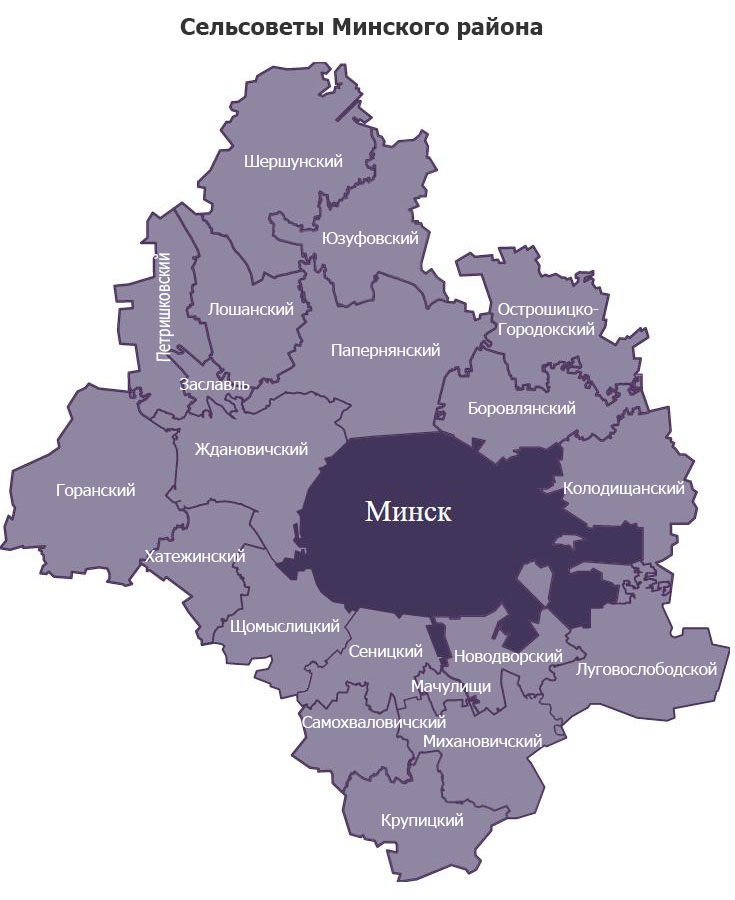 Сельсоветы Минского района
Шершунский
Юзуфовский
Петришковский
Лошанский
Острошицко-
Городокский
Папернянский
Заславль
Боровлянский
Ждановичский
Горанский
Колодищанский
Минск
Хатежинский
Щомыслицкий
Сеницкий
Новодворский
Луговослободской
Мачулищи
Самохваловичский
Михановичский
Крупицкий